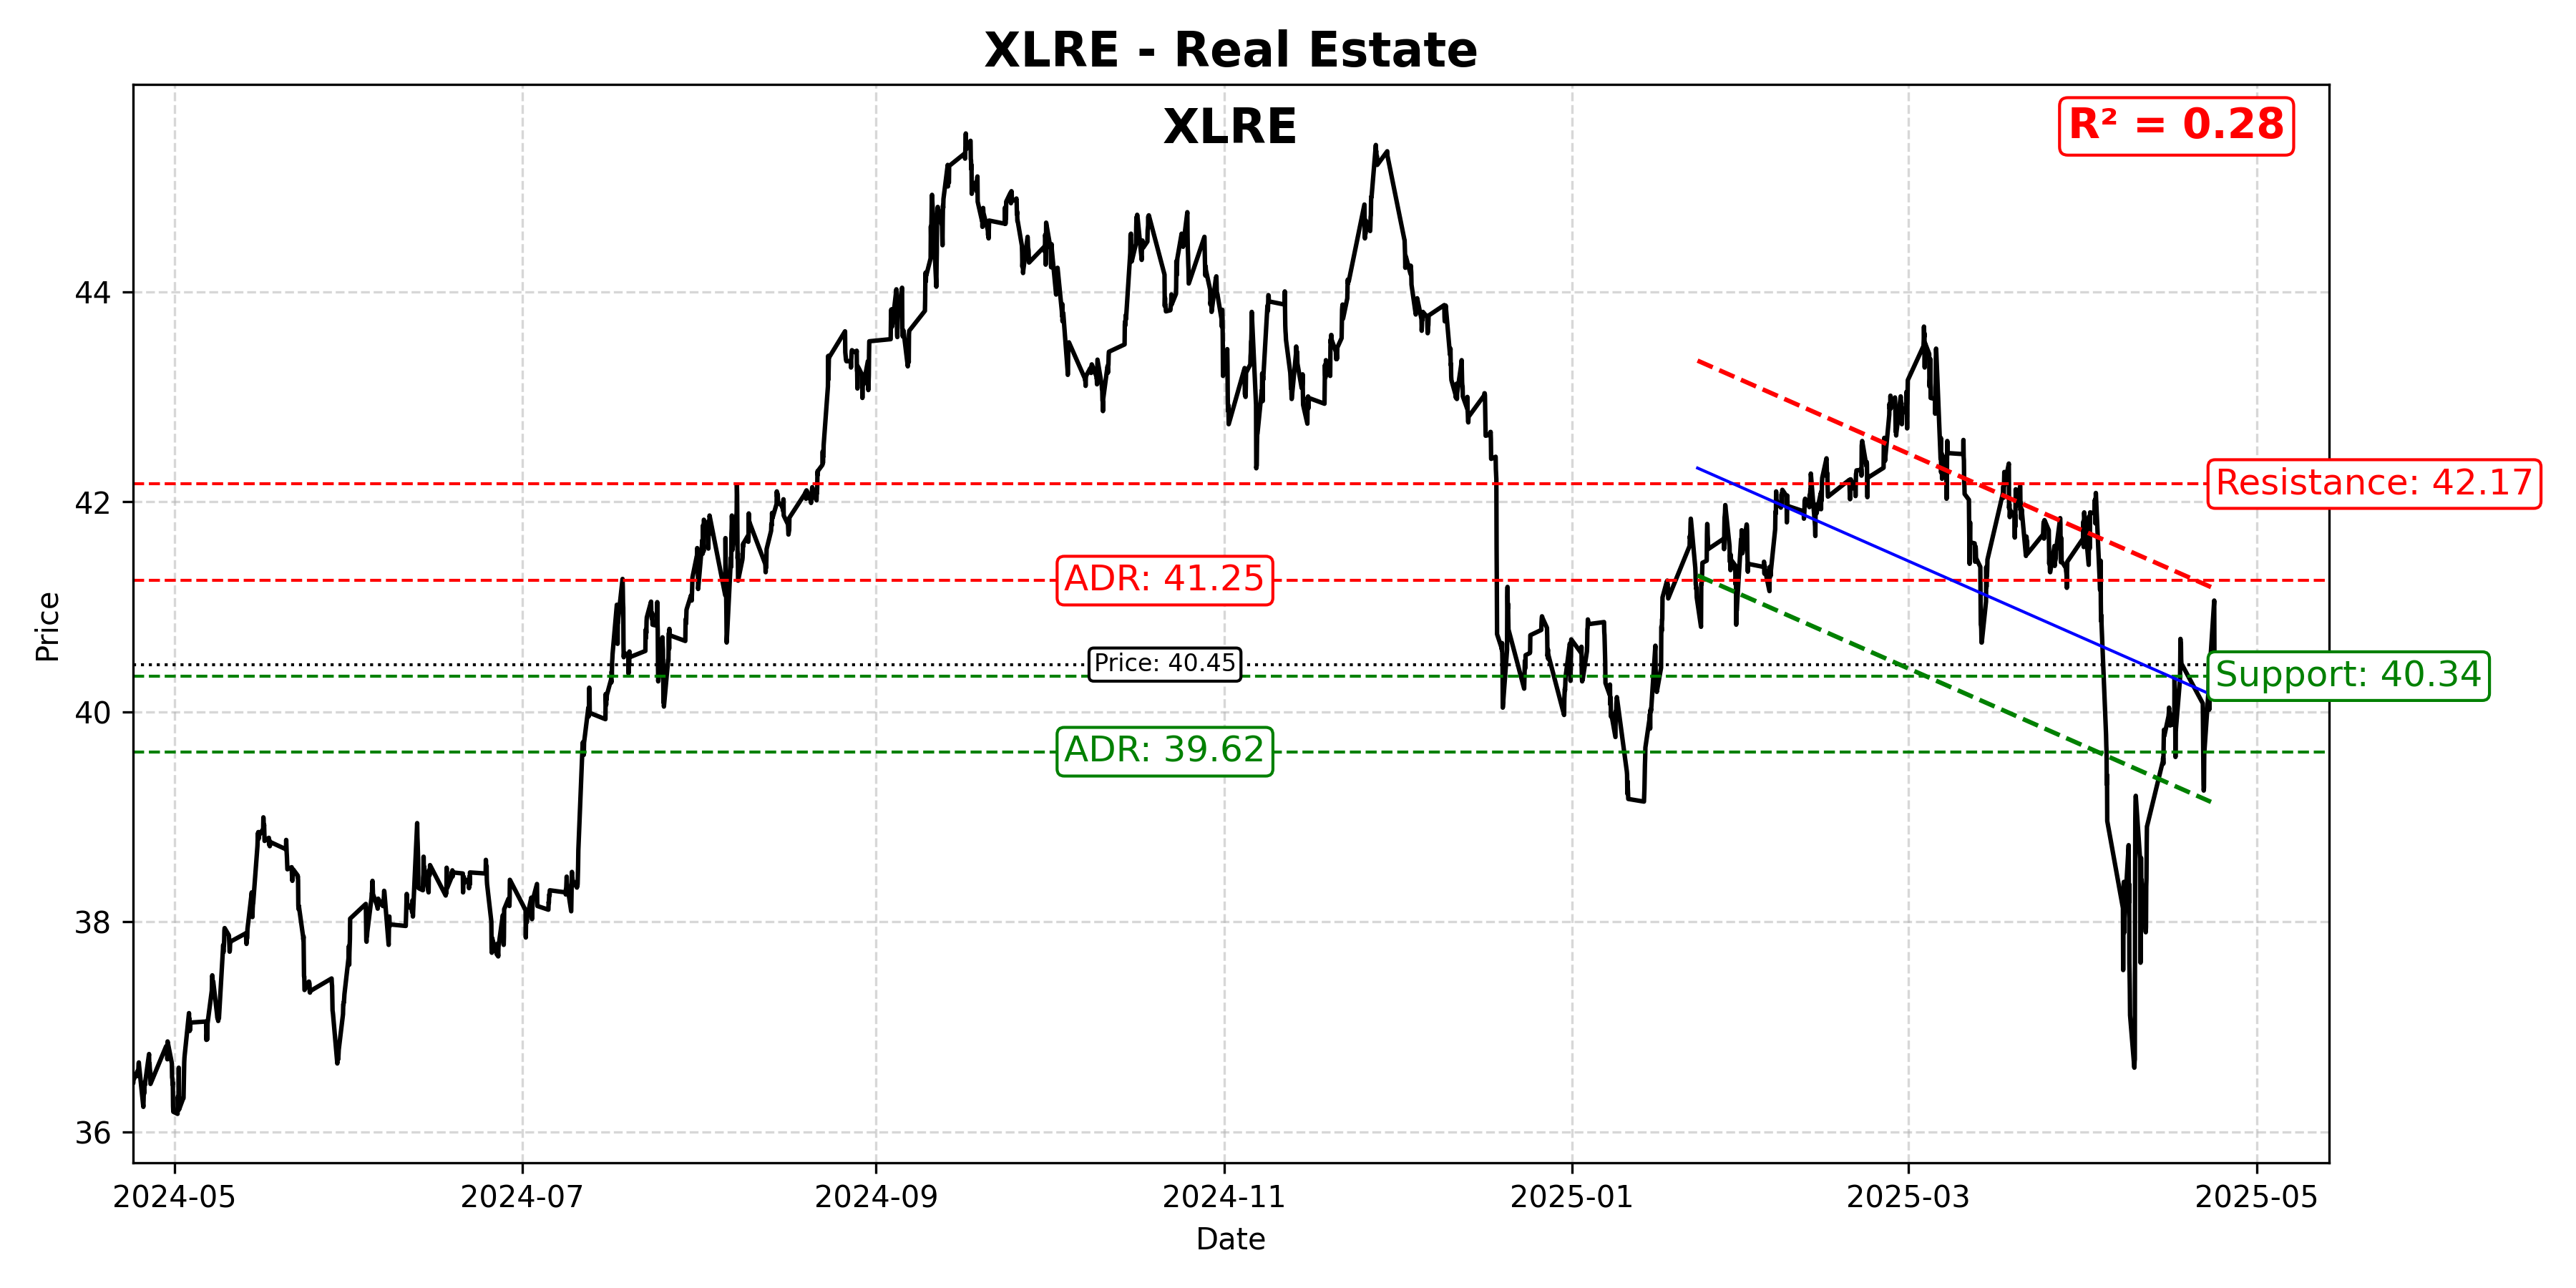 XLRE - Real Estate
XLRE
R² = 0.28
44
42
40
38
36
Price
Resistance: 42.17
ADR: 41.25
Price: 40.45
Support: 40.34
ADR: 39.62
2024-05
2024-07
2024-09
2024-11
2025-01
2025-03
2025-05
Date